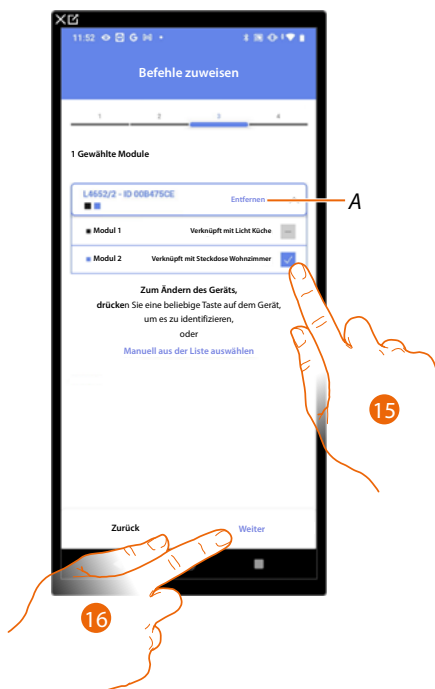 11:52
Befehle zuweisen
1 2 3 4
1 Gewählte Module
L4652/2 - ID 00B475CE
Entfernen
A
Modul 1 Verknüpft mit Licht Küche
Modul 2 Verknüpft mit Steckdose Wohnzimmer
Zum Ändern des Geräts,
drücken Sie eine beliebige Taste auf dem Gerät,
um es zu identifizieren,
oder
Manuell aus der Liste auswählen
15
Zurück Weiter
16